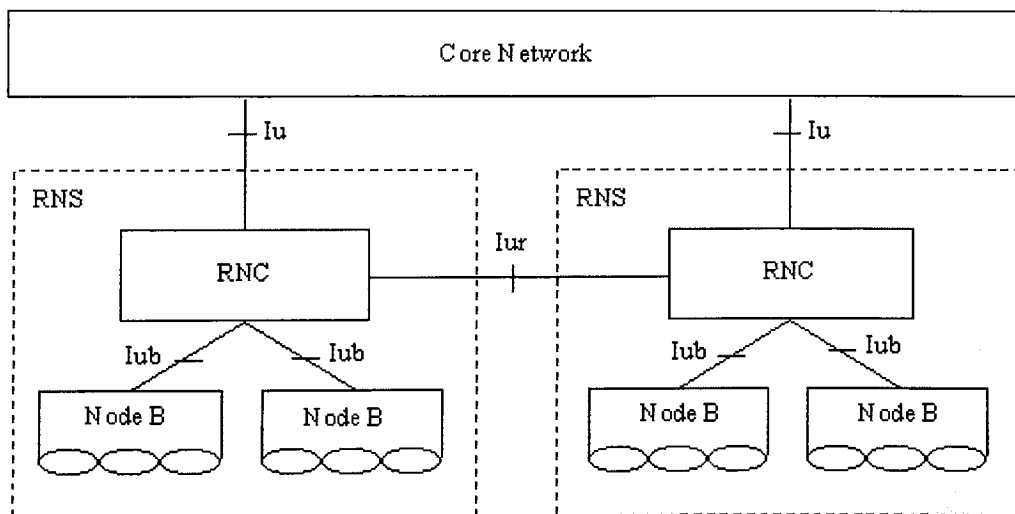 Core Network
Iu
Iu
RNS
RNS
Iur
RNC
RNC
Iub
Iub
Iub
Iub
Node B
Node B
Node B
Node B